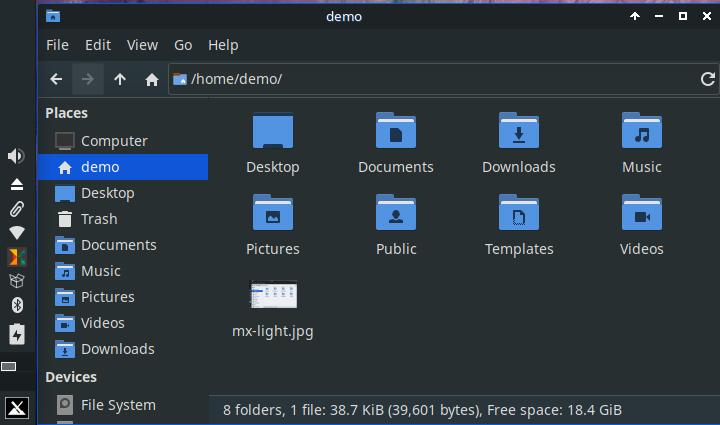 demo
File Edit View Go Help
/home/demo/
Places
Computer
demo
Desktop
Trash
Documents
Music
Pictures
Videos
Downloads
Devices
File System
Desktop Documents Downloads Music
Pictures Public Templates Videos
mx-light.jpg
8 folders, 1 file: 38.7 KiB (39,601 bytes), Free space: 18.4 GiB